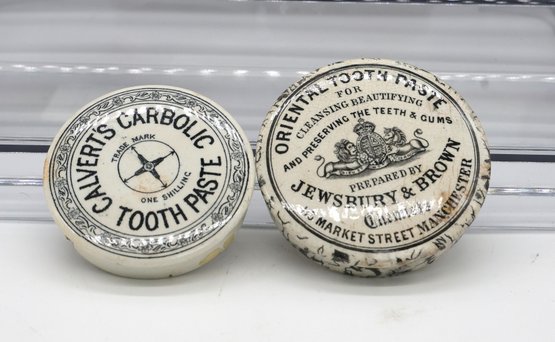 CALVERT'S CARBOLIC
TRADE MARK
ONE SHILLING
TOOTH PASTE
ORIENTAL TOOTH PASTE
FOR
CLEANSING BEAUTIFYING
AND PRESERVING THE TEETH & GUMS
PREPARED BY
JEWSBURY & BROWN
MARKET STREET MANCHESTER